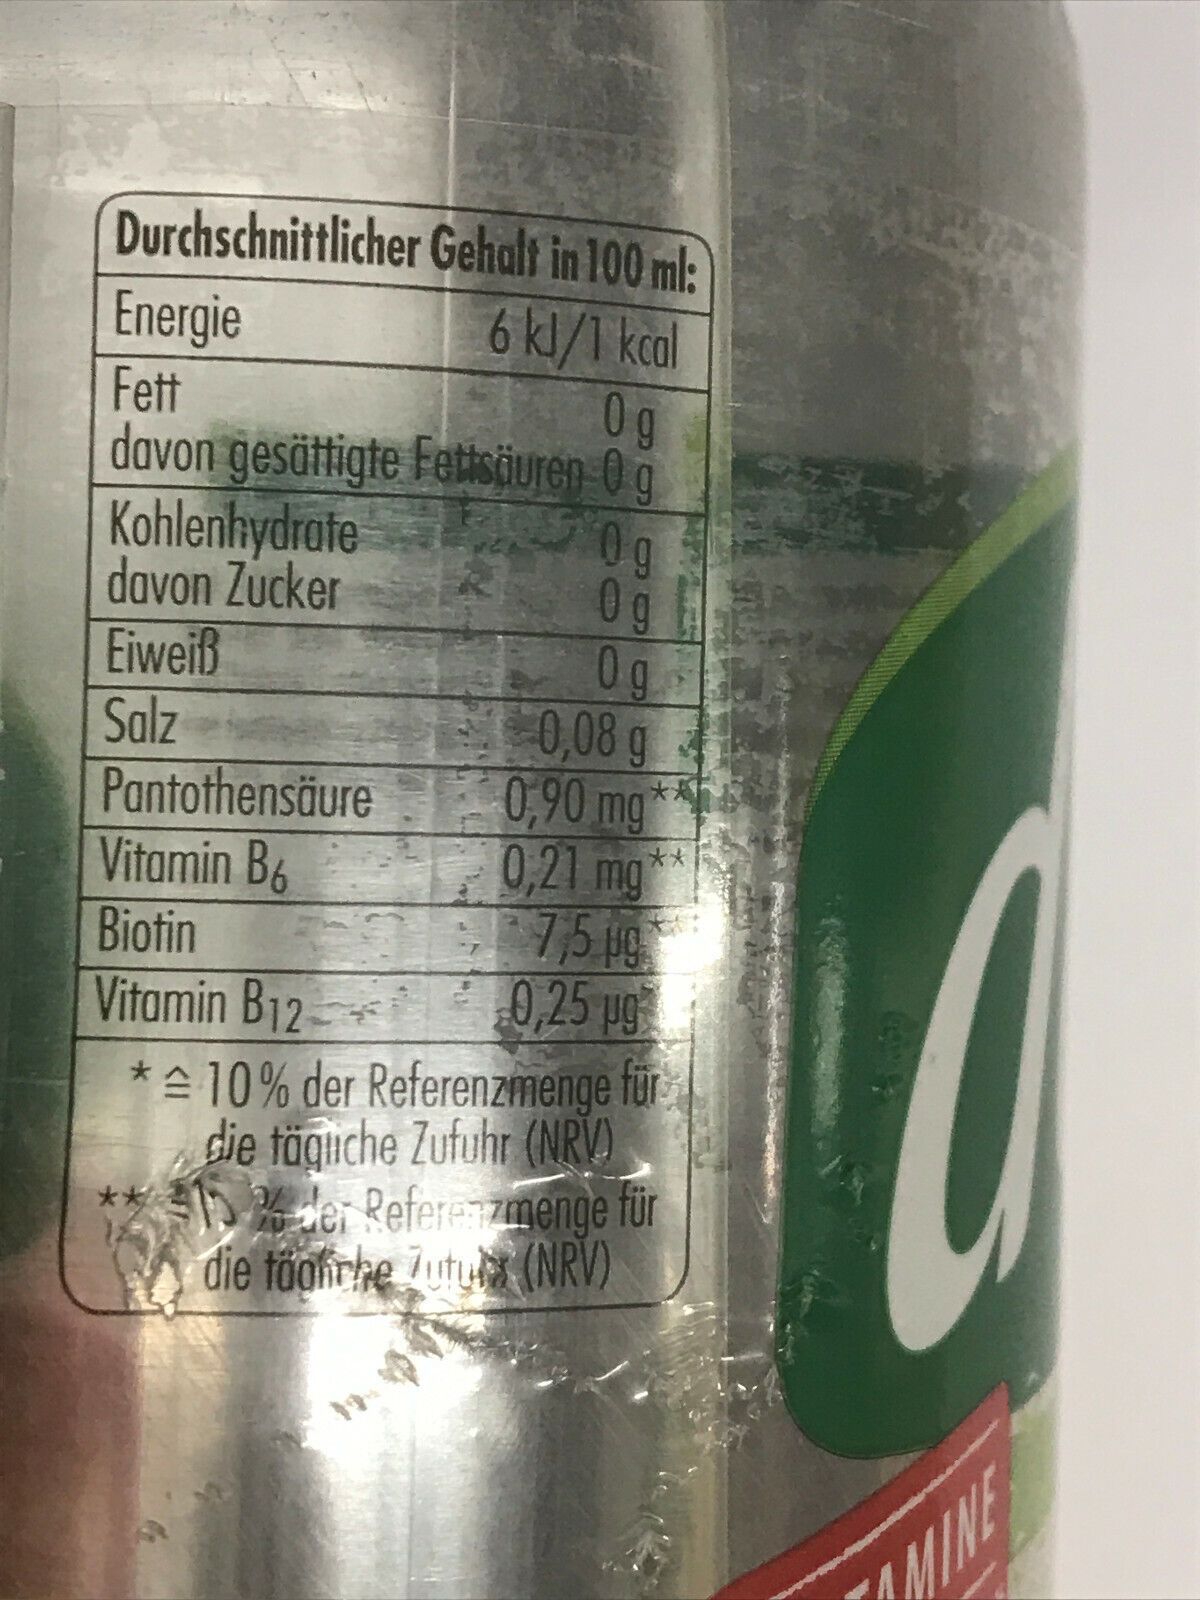 Durchschnittlicher Gehalt in 100 ml:
Energie 6 kJ/1 kcal
Fett 0 g
davon gesättigte Fettsäuren 0 g
Kohlenhydrate 0 g
davon Zucker 0 g
Eiweiß 0 g
Salz 0,08 g
Pantothensäure 0,90 mg**
Vitamin B6 0,21 mg**
Biotin 7,5 µg*
Vitamin B12 0,25 µg*
* ≙ 10% der Referenzmenge für
die tägliche Zufuhr (NRV)
** 15 % der Referenzmenge für
die tägliche Zufuhr (NRV)
d
TAMINE